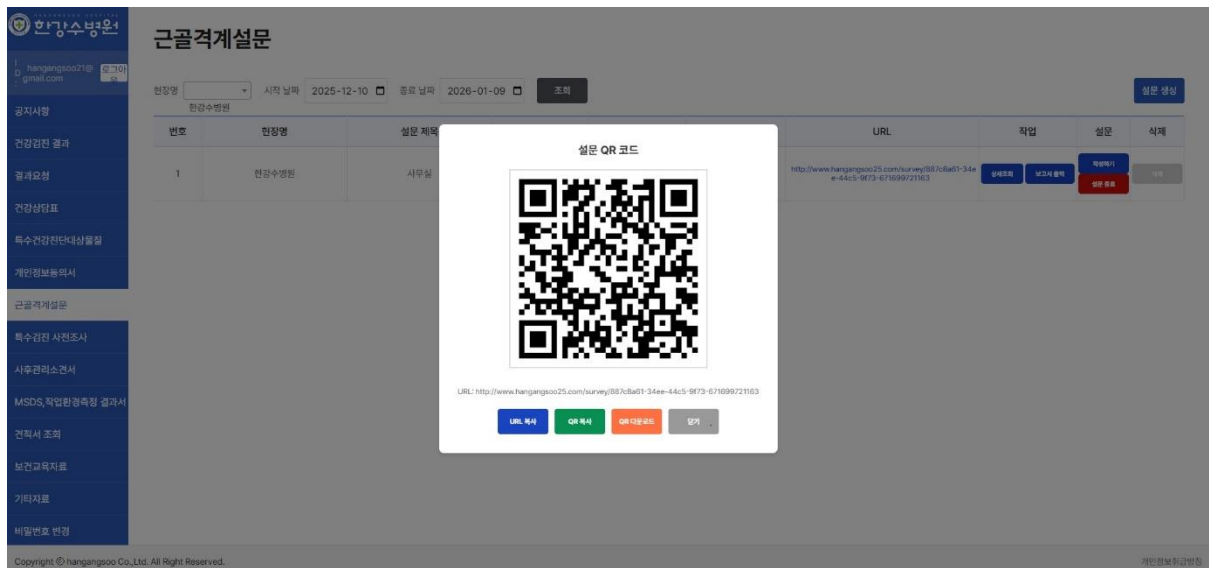 한강수병원
근골격계설문
hangangsoo21@gmail.com 로그아웃
현장명 시작 날짜 2025-12-10 종료 날짜 2026-01-09 조회 설문 생성
한강수병원
공지사항
건강검진 결과
결과요청
건강상담표
특수건강진단대상물질
개인정보동의서
근골격계설문
특수검진 사전조사
사후관리소견서
MSDS,작업환경측정 결과서
견적서 조회
보건교육자료
기타자료
비밀번호 변경
번호 현장명 설문 제목 URL 작업 설문 삭제
1 한강수병원 사무실 http://www.hangangsoo25.com/survey/887c8a61-34ee-44c5-9f73-671699721163 상세조회 보고서 출력 작성하기 설문 종료 삭제
설문 QR 코드
URL: http://www.hangangsoo25.com/survey/887c8a61-34ee-44c5-9f73-671699721163
URL 복사 QR 복사 QR 다운로드 닫기
Copyright ⓒ hangangsoo Co.,Ltd. All Right Reserved. 개인정보취급방침